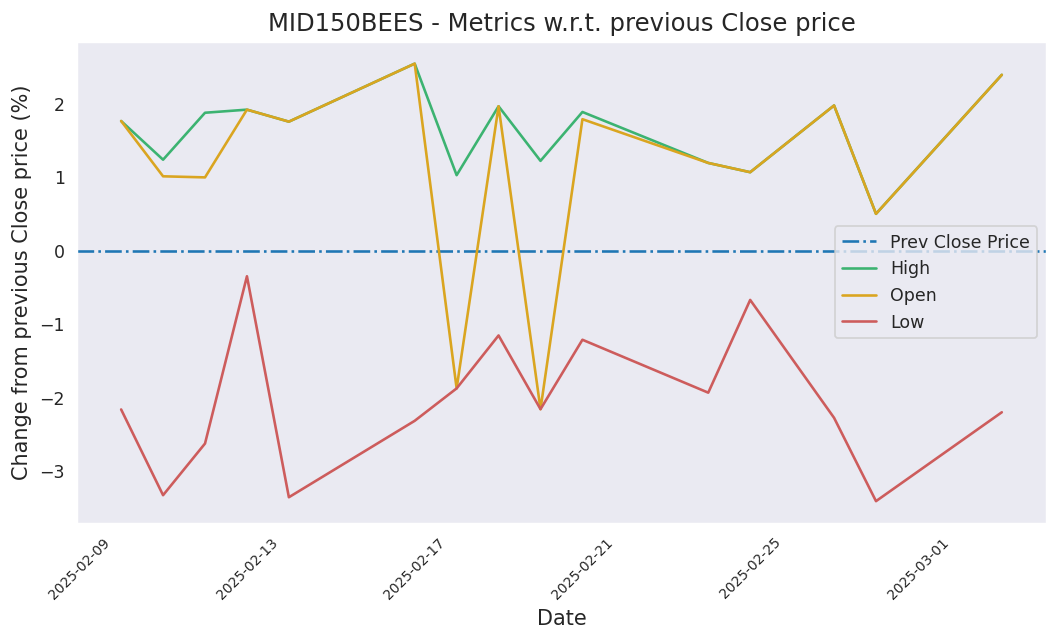 MID150BEES - Metrics w.r.t. previous Close price
Change from previous Close price (%)
2
1
0
−1
−2
−3
Prev Close Price
High
Open
Low
2025-02-09
2025-02-13
2025-02-17
2025-02-21
2025-02-25
2025-03-01
Date